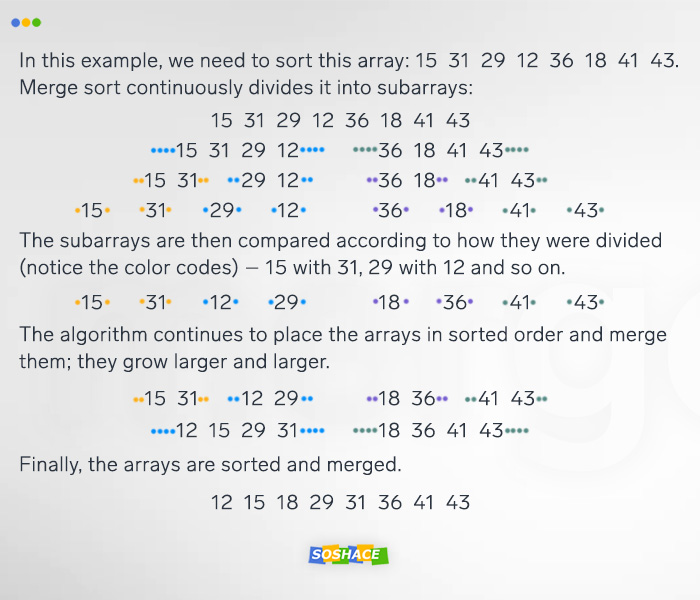 In this example, we need to sort this array: 15 31 29 12 36 18 41 43.
Merge sort continuously divides it into subarrays:
15 31 29 12 36 18 41 43
15 31 29 12 36 18 41 43
15 31 29 12 36 18 41 43
15 31 29 12 36 18 41 43
The subarrays are then compared according to how they were divided
(notice the color codes) – 15 with 31, 29 with 12 and so on.
15 31 12 29 18 36 41 43
The algorithm continues to place the arrays in sorted order and merge
them; they grow larger and larger.
15 31 12 29 18 36 41 43
12 15 29 31 18 36 41 43
Finally, the arrays are sorted and merged.
12 15 18 29 31 36 41 43
SOSHACE